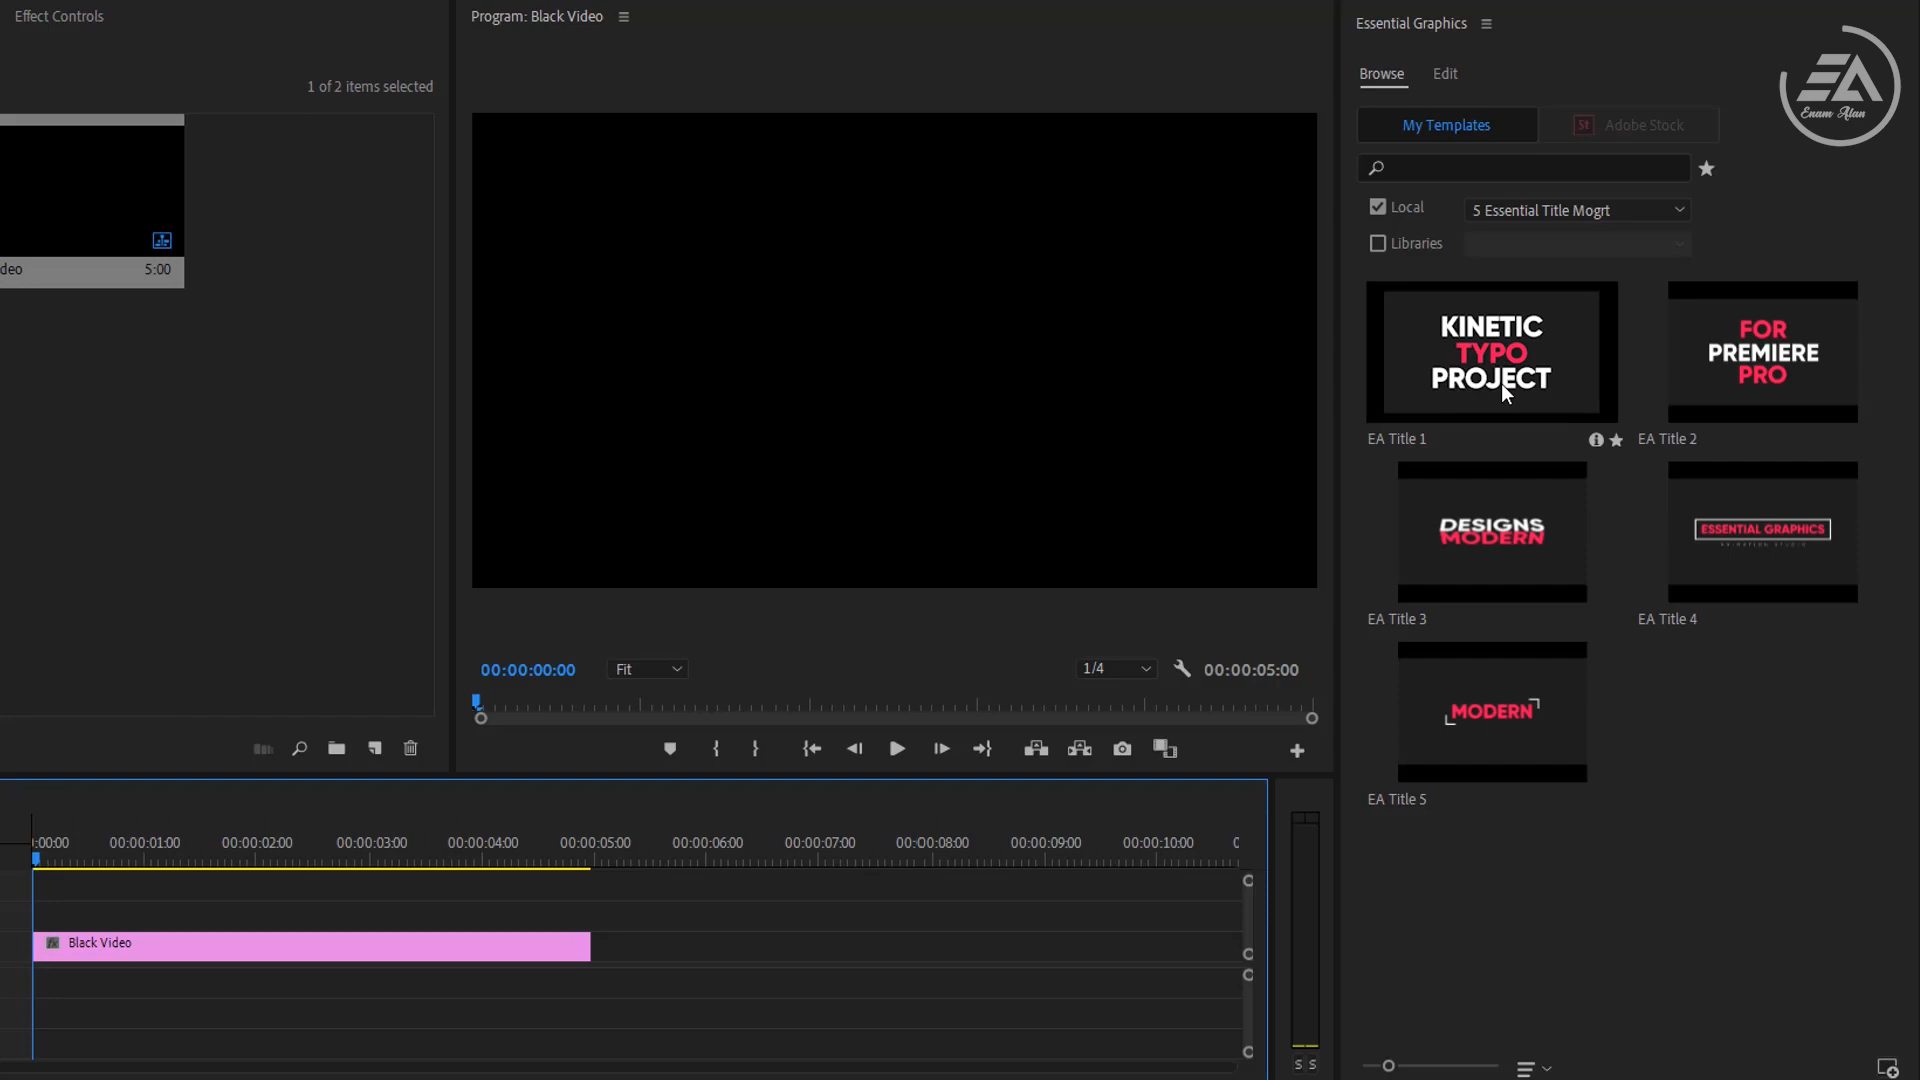 Effect Controls
Program: Black Video
Essential Graphics
1 of 2 items selected
Browse
Edit
EA
Enam Alan
My Templates
St
Adobe Stock
Local
5 Essential Title Mogrt
Libraries
deo
5:00
KINETIC
TYPO
PROJECT
FOR
PREMIERE
PRO
EA Title 1
EA Title 2
DESIGNS
MODERN
ESSENTIAL GRAPHICS
ANIMATION STUDIO
EA Title 3
EA Title 4
MODERN
EA Title 5
00:00:00:00
Fit
1/4
00:00:05:00
:00:00
00:00:01:00
00:00:02:00
00:00:03:00
00:00:04:00
00:00:05:00
00:00:06:00
00:00:07:00
00:00:08:00
00:00:09:00
00:00:10:00
fx
Black Video
S
S